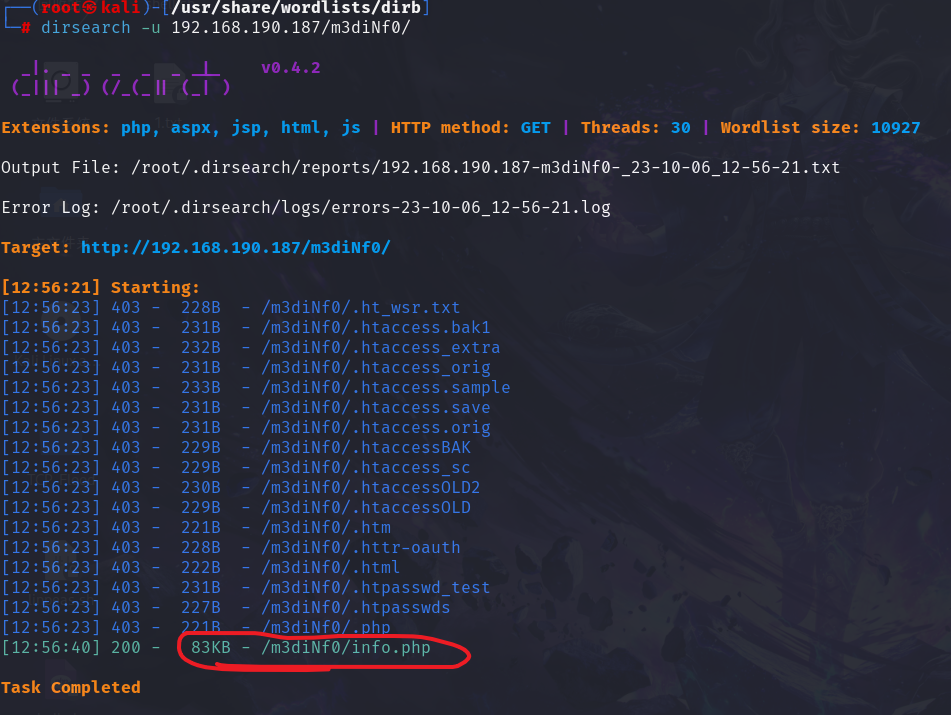 (root㉿kali)-[/usr/share/wordlists/dirb]
# dirsearch -u 192.168.190.187/m3diNf0/
_|. _ _  _  _  _ _|_    v0.4.2
(_||| _) (/_(_|| (_| )
Extensions: php, aspx, jsp, html, js | HTTP method: GET | Threads: 30 | Wordlist size: 10927
Output File: /root/.dirsearch/reports/192.168.190.187-m3diNf0-_23-10-06_12-56-21.txt
Error Log: /root/.dirsearch/logs/errors-23-10-06_12-56-21.log
Target: http://192.168.190.187/m3diNf0/
[12:56:21] Starting:
[12:56:23] 403 -  228B  - /m3diNf0/.ht_wsr.txt
[12:56:23] 403 -  231B  - /m3diNf0/.htaccess.bak1
[12:56:23] 403 -  232B  - /m3diNf0/.htaccess_extra
[12:56:23] 403 -  231B  - /m3diNf0/.htaccess_orig
[12:56:23] 403 -  233B  - /m3diNf0/.htaccess.sample
[12:56:23] 403 -  231B  - /m3diNf0/.htaccess.save
[12:56:23] 403 -  231B  - /m3diNf0/.htaccess.orig
[12:56:23] 403 -  229B  - /m3diNf0/.htaccessBAK
[12:56:23] 403 -  229B  - /m3diNf0/.htaccess_sc
[12:56:23] 403 -  230B  - /m3diNf0/.htaccessOLD2
[12:56:23] 403 -  229B  - /m3diNf0/.htaccessOLD
[12:56:23] 403 -  221B  - /m3diNf0/.htm
[12:56:23] 403 -  228B  - /m3diNf0/.httr-oauth
[12:56:23] 403 -  222B  - /m3diNf0/.html
[12:56:23] 403 -  231B  - /m3diNf0/.htpasswd_test
[12:56:23] 403 -  227B  - /m3diNf0/.htpasswds
[12:56:23] 403 -  221B  - /m3diNf0/.php
[12:56:40] 200 -   83KB - /m3diNf0/info.php
Task Completed